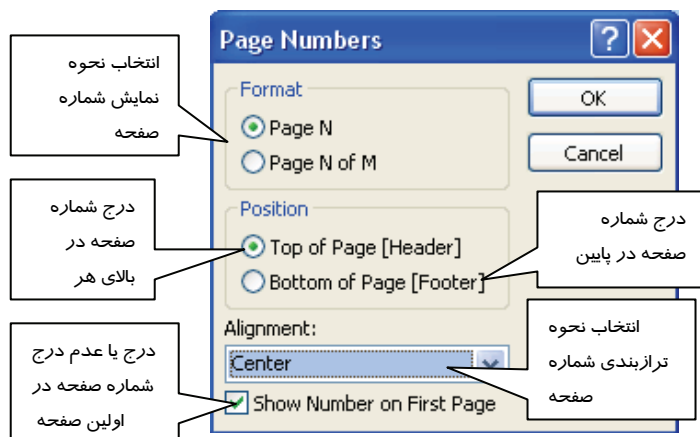 Page Numbers
انتخاب نحوه
نمایش شماره
صفحه
Format
Page N
Page N of M
OK
Cancel
درج شماره
صفحه در
بالای هر
Position
Top of Page [Header]
Bottom of Page [Footer]
درج شماره
صفحه در پایین
Alignment:
Center
انتخاب نحوه
ترازبندی شماره
صفحه
درج یا عدم درج
شماره صفحه در
اولین صفحه
Show Number on First Page